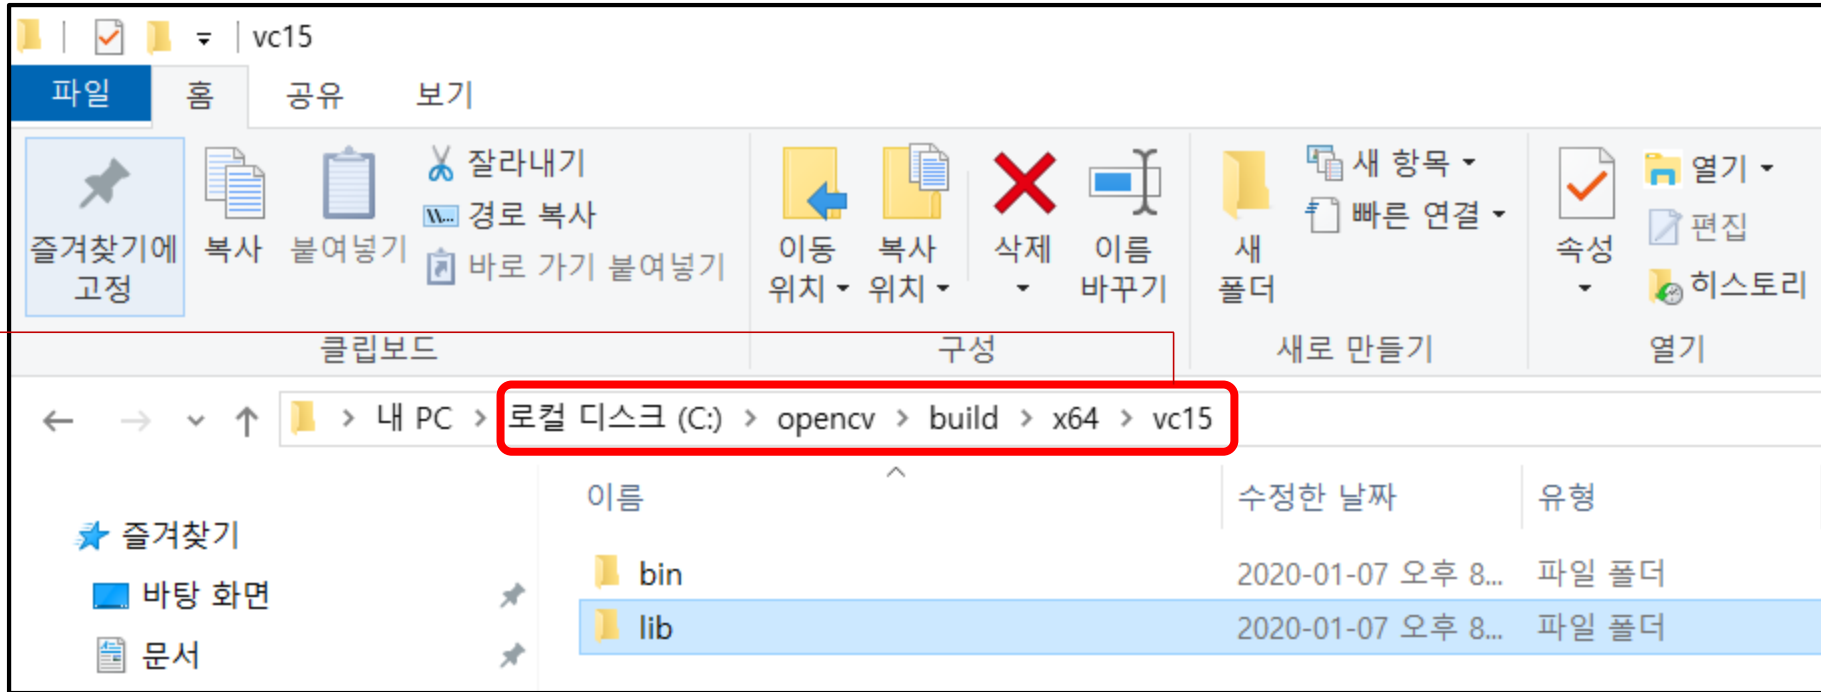 vc15
파일 홈 공유 보기
즐겨찾기에
고정
복사
붙여넣기
잘라내기
경로 복사
바로 가기 붙여넣기
클립보드
이동
위치
복사
위치
삭제
이름
바꾸기
구성
새
폴더
새 항목
빠른 연결
새로 만들기
속성
열기
편집
히스토리
열기
> 내 PC > 로컬 디스크 (C:) > opencv > build > x64 > vc15
즐겨찾기
바탕 화면
문서
이름 수정한 날짜 유형
bin 2020-01-07 오후 8... 파일 폴더
lib 2020-01-07 오후 8... 파일 폴더